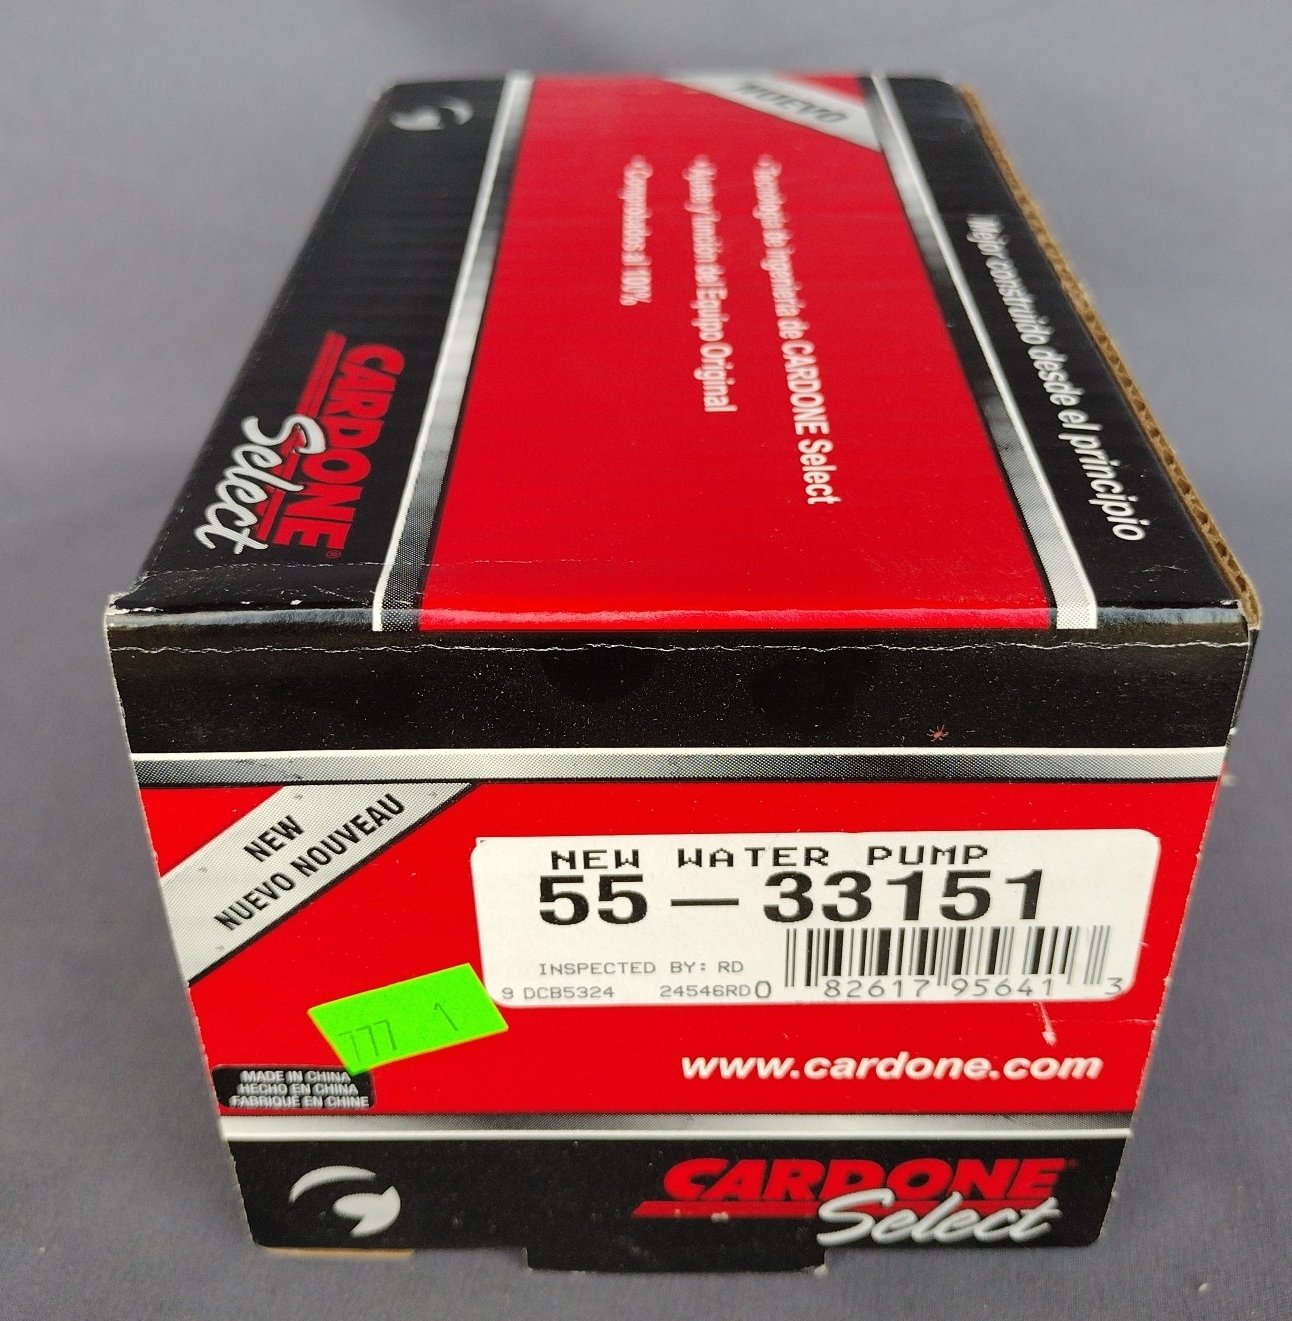 NUEVO
•Tecnología de ingeniería de CARDONE Select
•Ajuste y función del Equipo Original
•Comprobados al 100%
Mejor construido desde el principio
CARDONE®
Select
NEW
NUEVO NOUVEAU
NEW WATER PUMP
55-33151
INSPECTED BY: RD
9 DCB5324 24546RD
0 82617 95641 3
777 1
www.cardone.com
MADE IN CHINA
HECHO EN CHINA
FABRIQUÉ EN CHINE
CARDONE®
Select